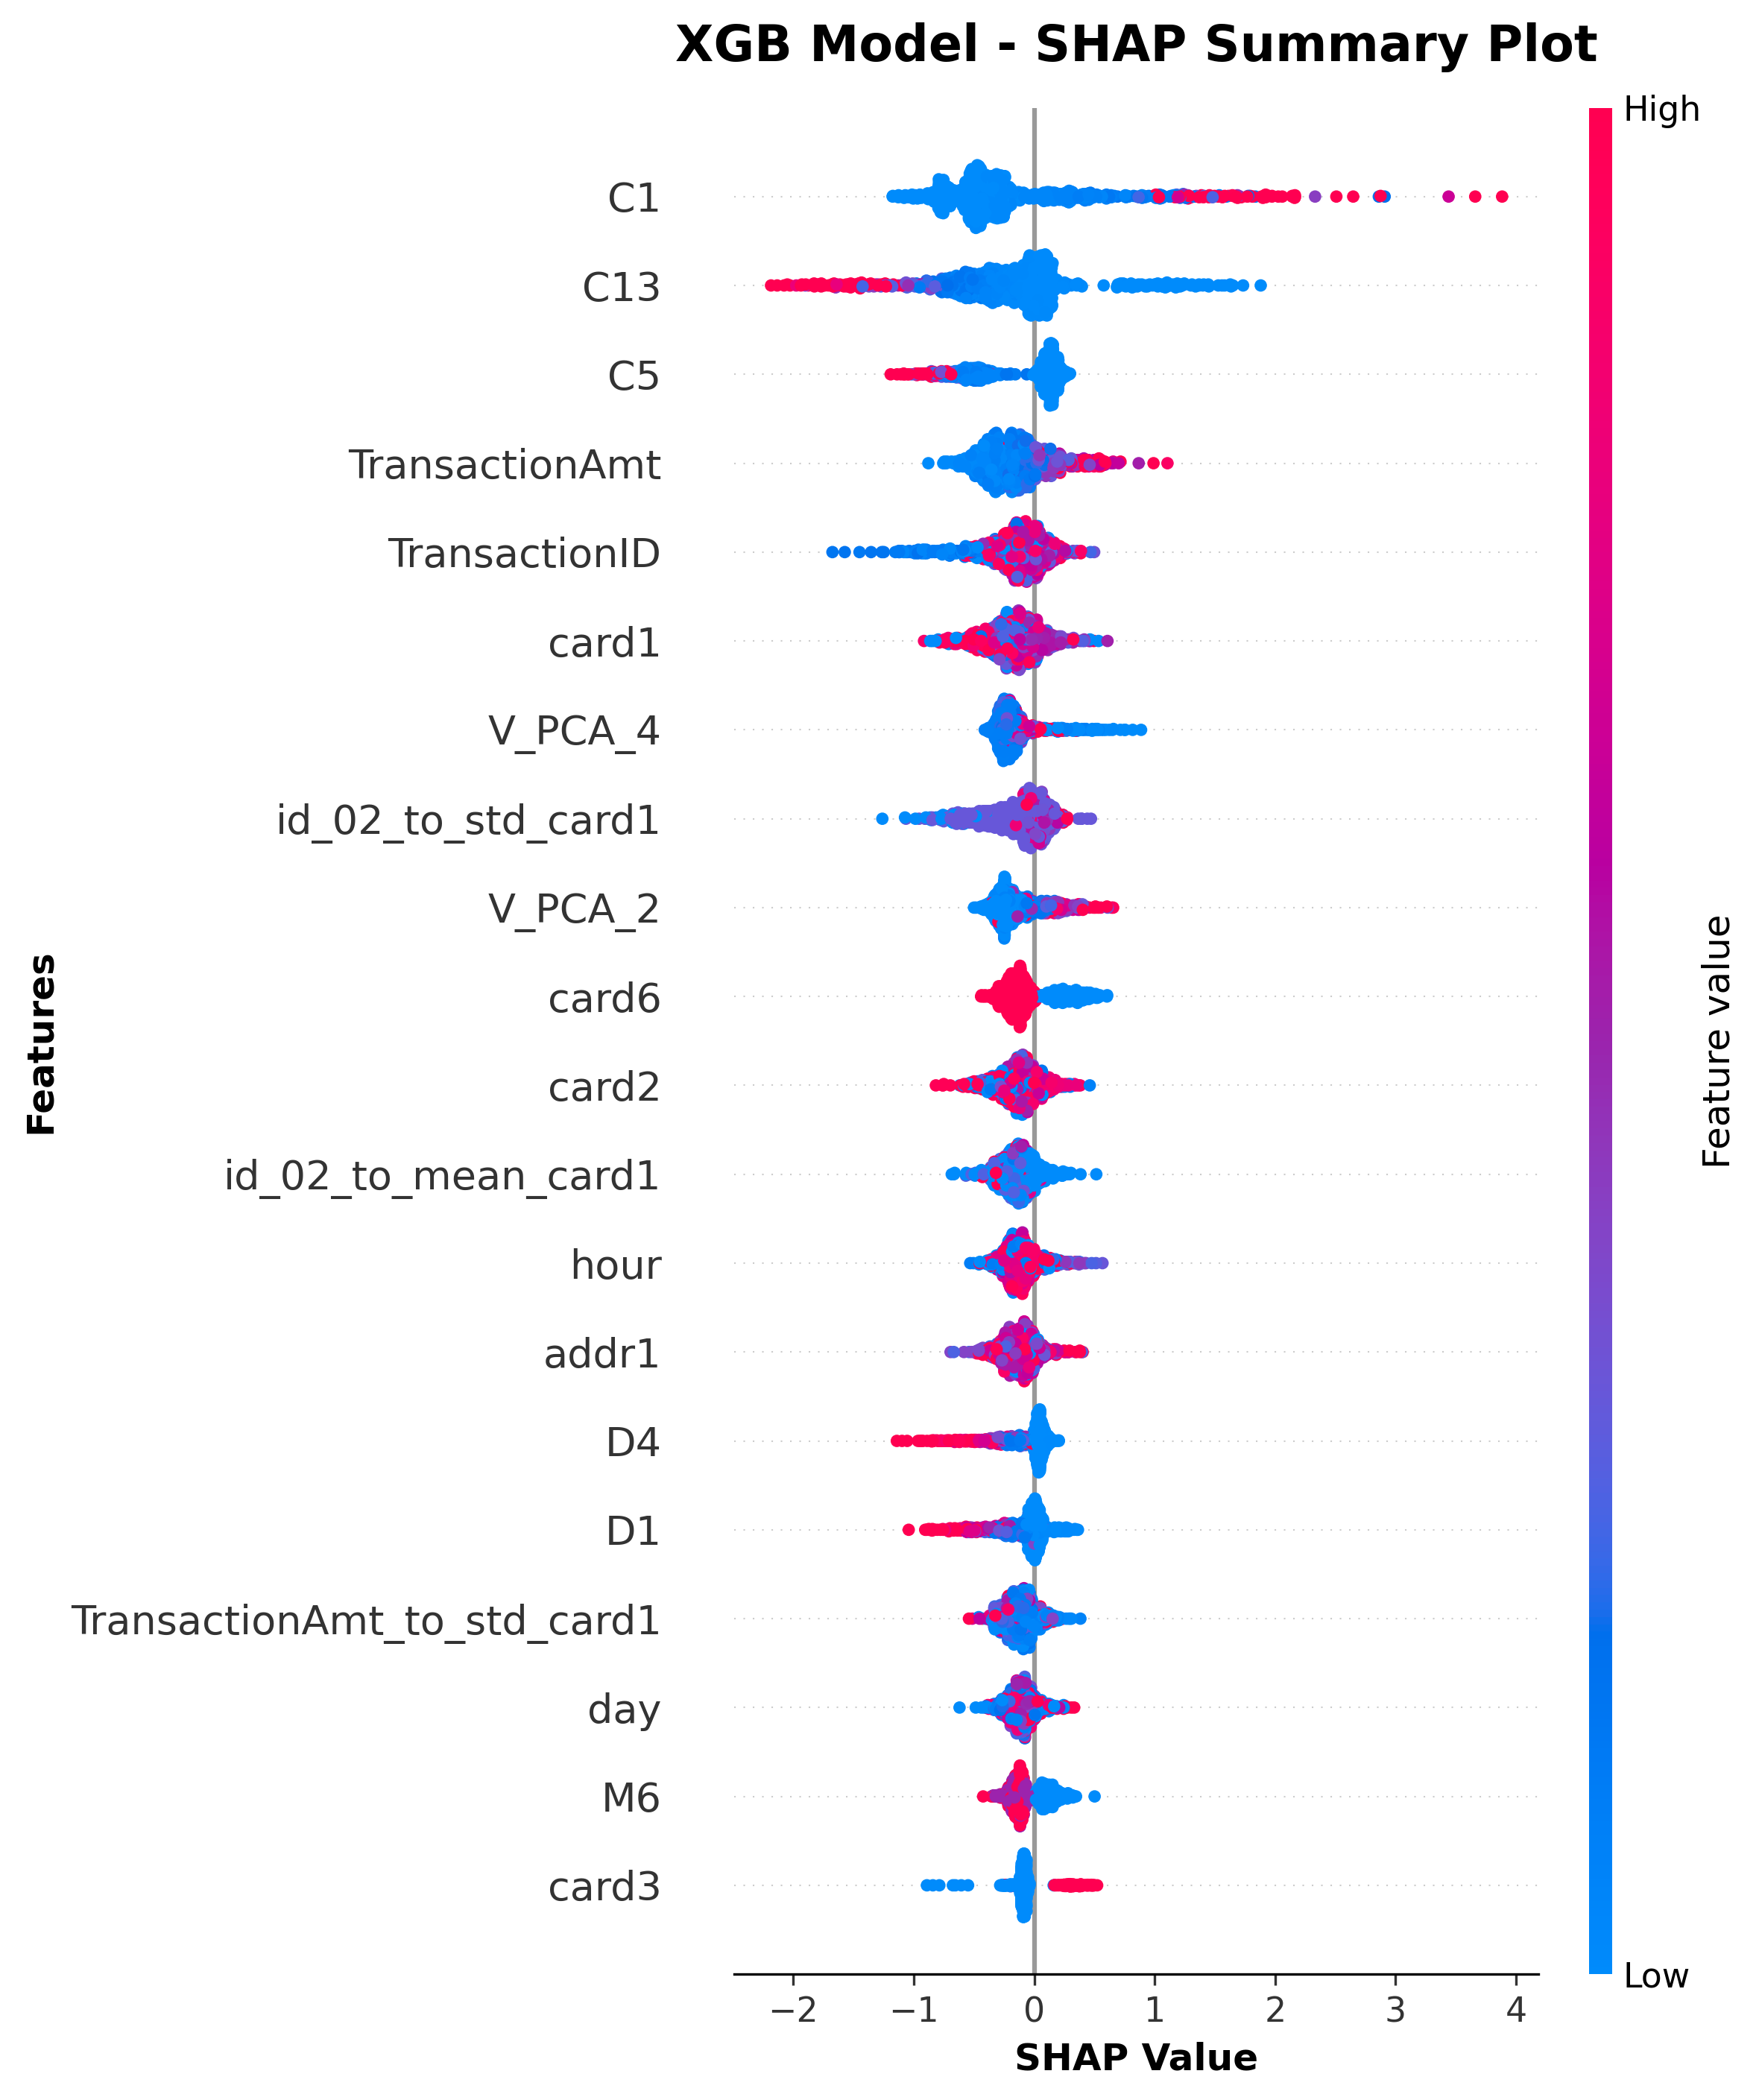 XGB Model - SHAP Summary Plot
High
C1
C13
C5
TransactionAmt
TransactionID
card1
V_PCA_4
id_02_to_std_card1
V_PCA_2
card6
card2
id_02_to_mean_card1
hour
addr1
D4
D1
TransactionAmt_to_std_card1
day
M6
card3
Features
Feature value
Low
−2 −1 0 1 2 3 4
SHAP Value